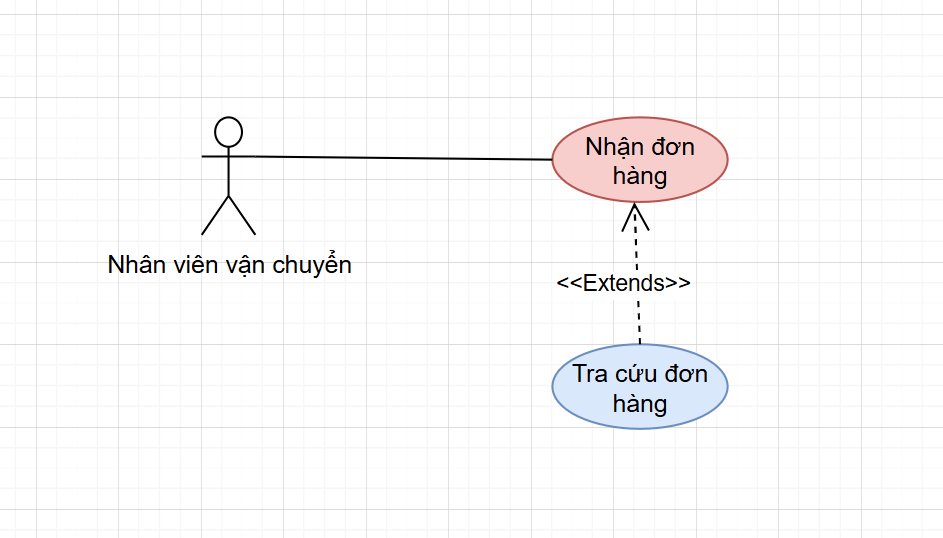 Nhận đơn
hàng
Nhân viên vận chuyển
<<Extends>>
Tra cứu đơn
hàng